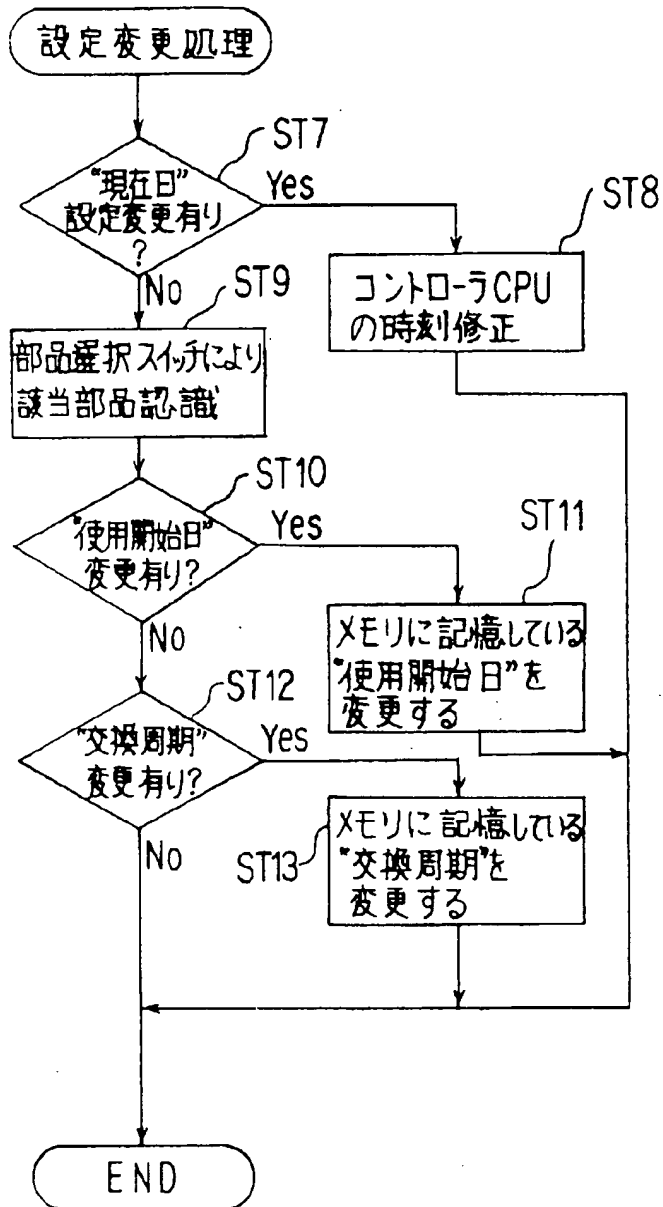 設定変更処理
ST7
"現在日"
設定変更有り
?
Yes
ST8
コントローラCPU
の時刻修正
No
ST9
部品選択スイッチにより
該当部品認識
ST10
"使用開始日"
変更有り?
Yes
ST11
メモリに記憶している
"使用開始日"を
変更する
No
ST12
"交換周期"
変更有り?
Yes
ST13
メモリに記憶している
"交換周期"を
変更する
No
END